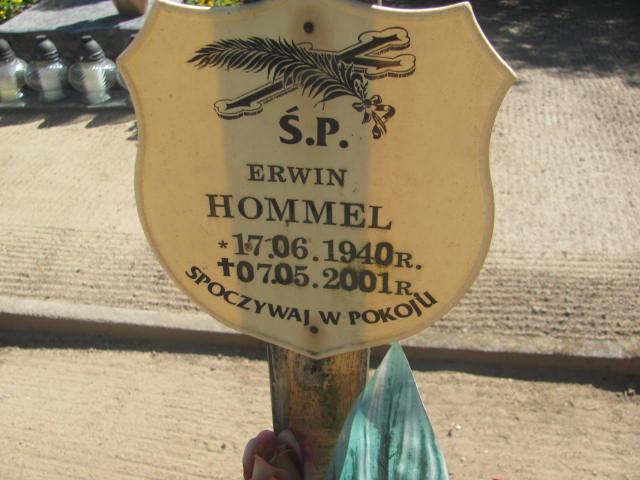 Ś.P.
ERWIN
HOMMEL
* 17.06.1940R.
✝07.05.2001R.
SPOCZYWAJ W POKOJU